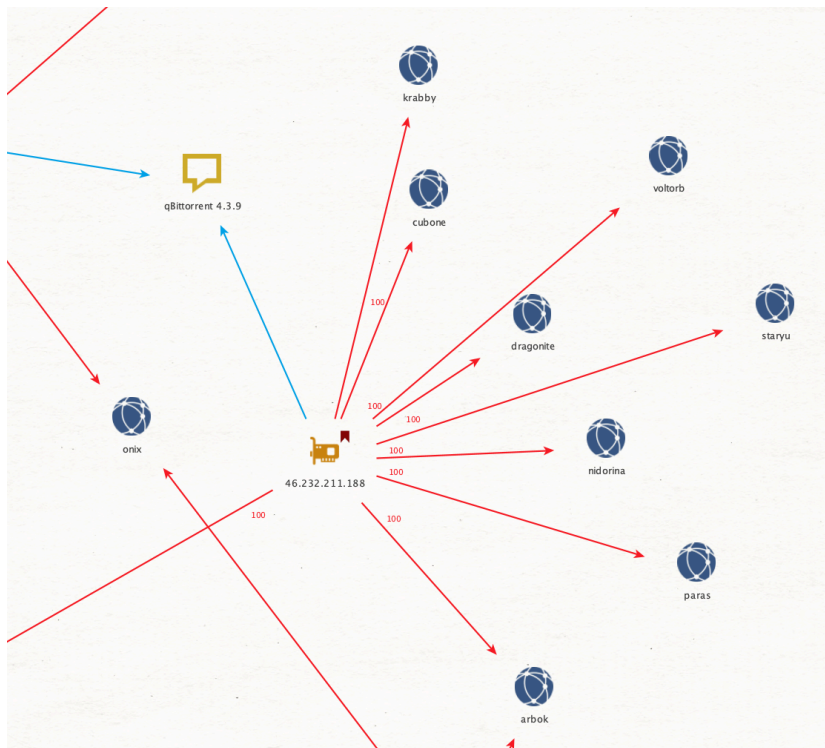 krabby
voltorb
qBittorrent 4.3.9
cubone
100
staryu
dragonite
100
100
onix
100
nidorina
100
46.232.211.188
100
100
paras
arbok